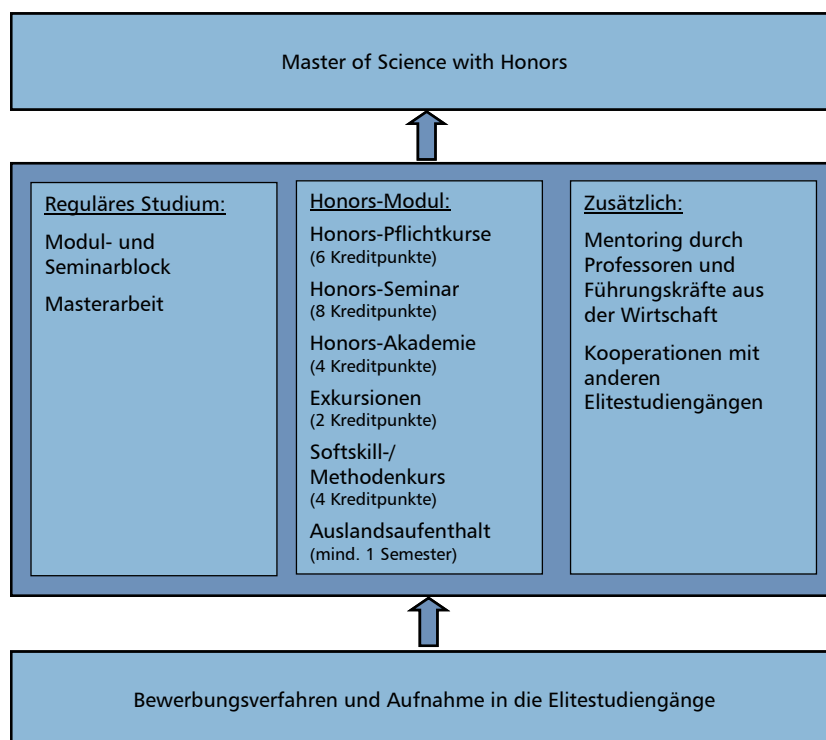 Master of Science with Honors
Reguläres Studium:
Modul- und
Seminarblock
Masterarbeit
Honors-Modul:
Honors-Pflichtkurse
(6 Kreditpunkte)
Honors-Seminar
(8 Kreditpunkte)
Honors-Akademie
(4 Kreditpunkte)
Exkursionen
(2 Kreditpunkte)
Softskill-/
Methodenkurs
(4 Kreditpunkte)
Auslandsaufenthalt
(mind. 1 Semester)
Zusätzlich:
Mentoring durch
Professoren und
Führungskräfte aus
der Wirtschaft
Kooperationen mit
anderen
Elitestudiengängen
Bewerbungsverfahren und Aufnahme in die Elitestudiengänge